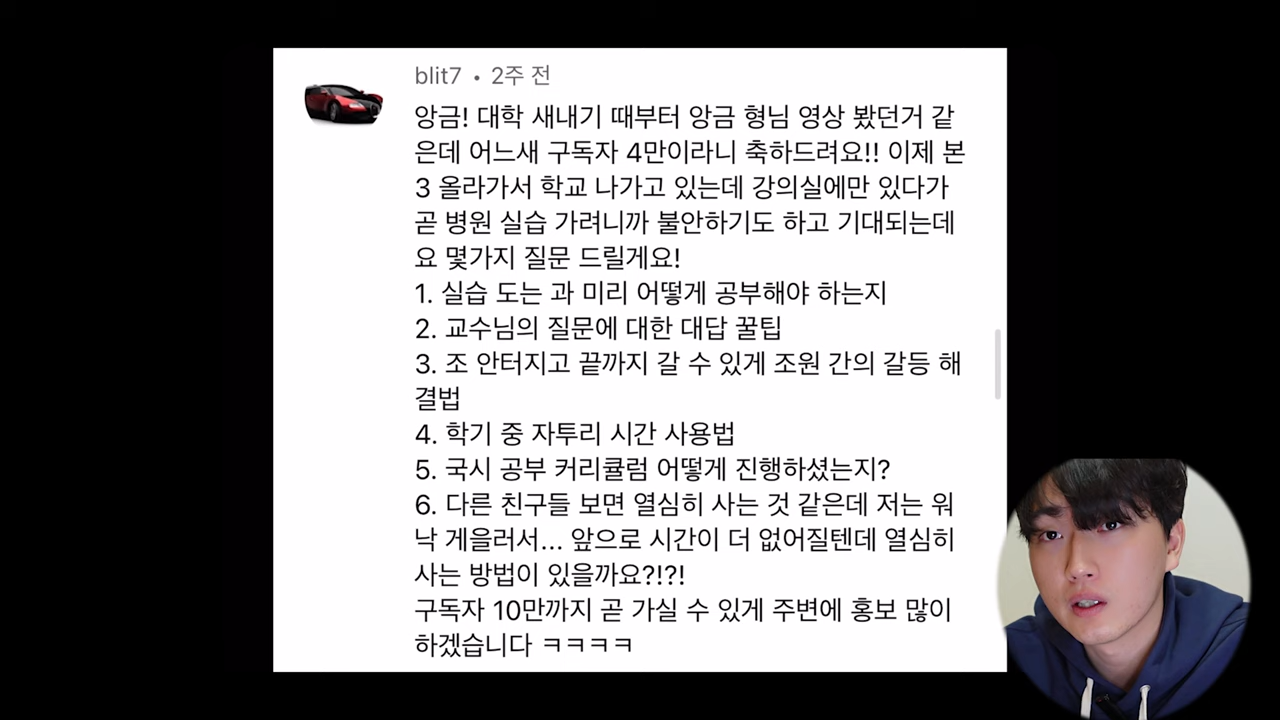 blit7 • 2주 전
앙금! 대학 새내기 때부터 앙금 형님 영상 봤던거 같
은데 어느새 구독자 4만이라니 축하드려요!! 이제 본
3 올라가서 학교 나가고 있는데 강의실에만 있다가
곧 병원 실습 가려니까 불안하기도 하고 기대되는데
요 몇가지 질문 드릴게요!
1. 실습 도는 과 미리 어떻게 공부해야 하는지
2. 교수님의 질문에 대한 대답 꿀팁
3. 조 안터지고 끝까지 갈 수 있게 조원 간의 갈등 해
결법
4. 학기 중 자투리 시간 사용법
5. 국시 공부 커리큘럼 어떻게 진행하셨는지?
6. 다른 친구들 보면 열심히 사는 것 같은데 저는 워
낙 게을러서... 앞으로 시간이 더 없어질텐데 열심히
사는 방법이 있을까요?!?!
구독자 10만까지 곧 가실 수 있게 주변에 홍보 많이
하겠습니다 ㅋㅋㅋㅋ